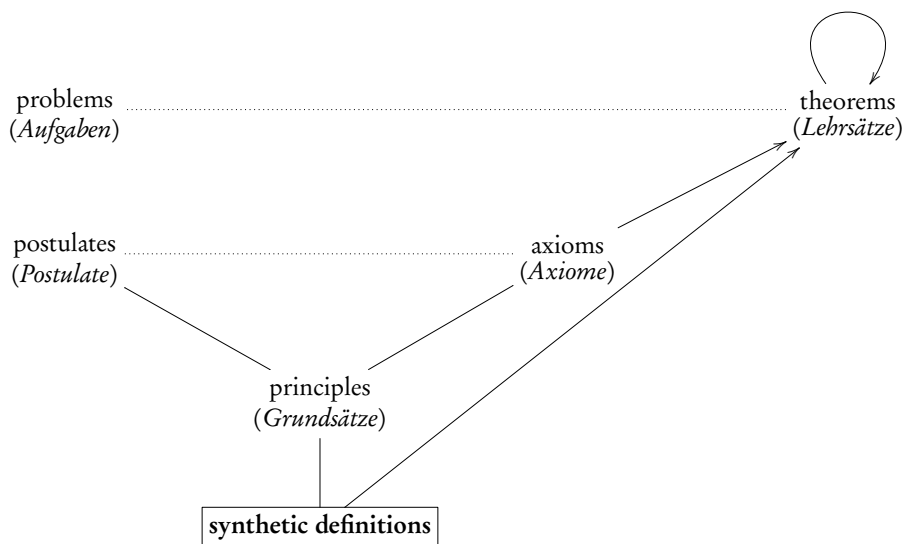 problems
(Aufgaben)
theorems
(Lehrsätze)
postulates
(Postulate)
axioms
(Axiome)
principles
(Grundsätze)
synthetic definitions